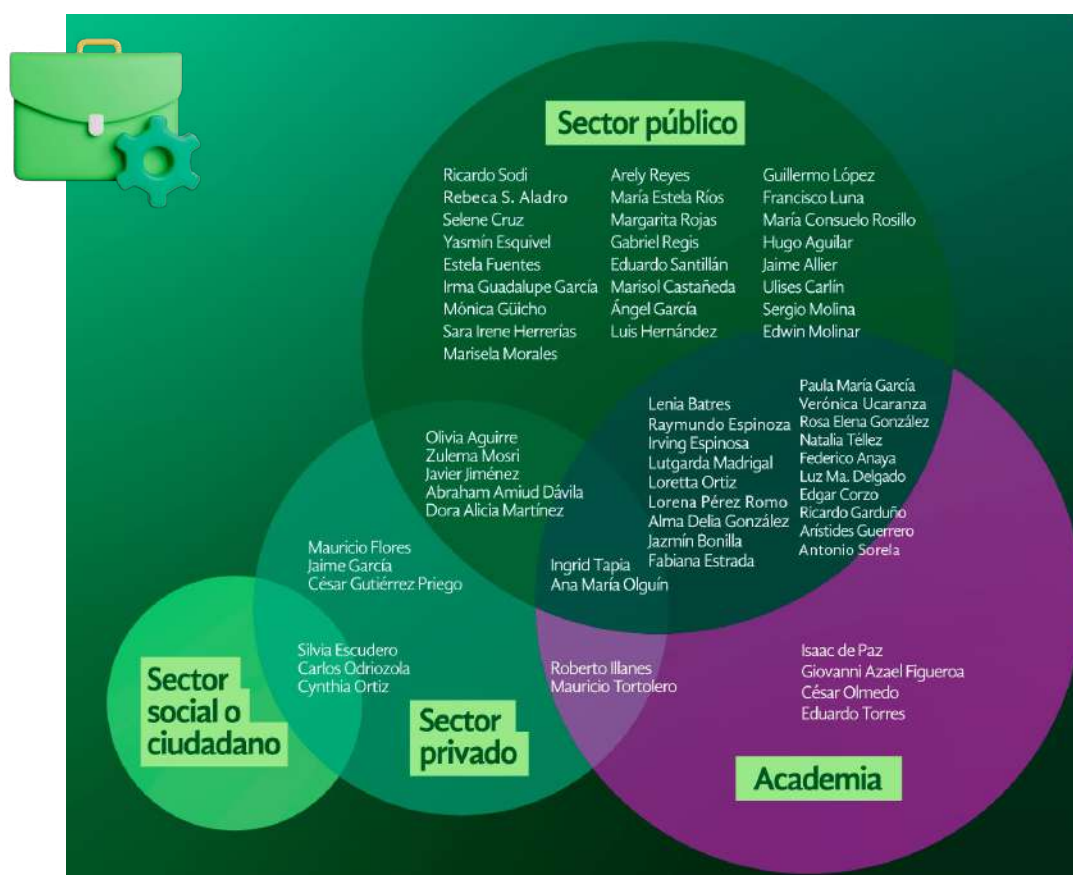 Sector público
Ricardo Sodi
Rebeca S. Aladro
Selene Cruz
Yasmín Esquivel
Estela Fuentes
Irma Guadalupe García
Mónica Güicho
Sara Irene Herrerías
Marisela Morales
Arely Reyes
María Estela Ríos
Margarita Rojas
Gabriel Regis
Eduardo Santillán
Marisol Castañeda
Ángel García
Luis Hernández
Guillermo López
Francisco Luna
María Consuelo Rosillo
Hugo Aguilar
Jaime Allier
Ulises Carlín
Sergio Molina
Edwin Molinar
Olivia Aguirre
Zulema Mosri
Javier Jiménez
Abraham Amiud Dávila
Dora Alicia Martínez
Lenia Batres
Raymundo Espinoza
Irving Espinosa
Lutgarda Madrigal
Loretta Ortiz
Lorena Pérez Romo
Alma Delia González
Jazmín Bonilla
Fabiana Estrada
Paula María García
Verónica Ucaranza
Rosa Elena González
Natalia Téllez
Federico Anaya
Luz Ma. Delgado
Edgar Corzo
Ricardo Garduño
Arístides Guerrero
Antonio Sorela
Mauricio Flores
Jaime García
César Gutiérrez Priego
Ingrid Tapia
Ana María Olguín
Silvia Escudero
Carlos Odriozola
Cynthia Ortiz
Roberto Illanes
Mauricio Tortolero
Isaac de Paz
Giovanni Azael Figueroa
César Olmedo
Eduardo Torres
Sector
social o
ciudadano
Sector
privado
Academia